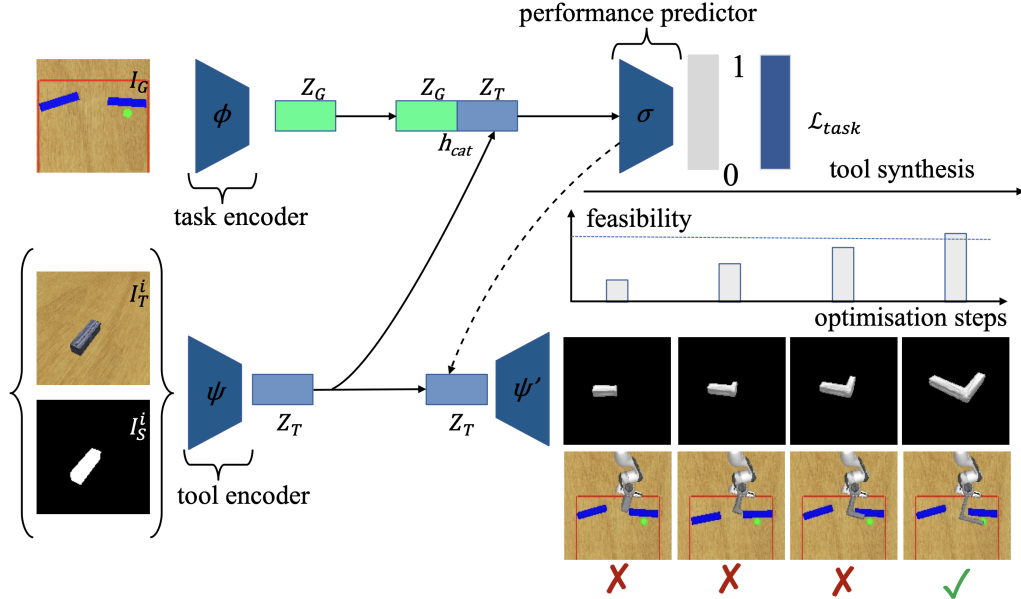 performance predictor
I_G
ϕ
Z_G
Z_G
Z_T
h_cat
σ
1
0
ℒ_task
task encoder
tool synthesis
feasibility
optimisation steps
I_T^i
I_S^i
ψ
Z_T
Z_T
ψ'
tool encoder
✗ ✗ ✗ ✓